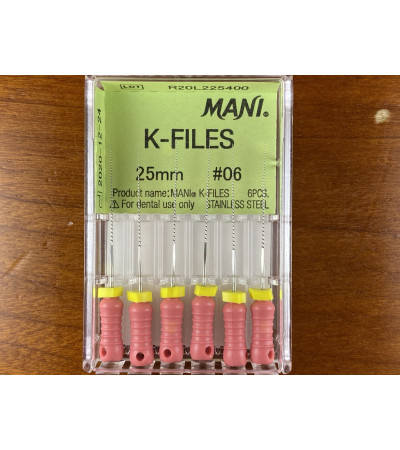 LOT R20L225400
MANI®
K-FILES
25mm #06
Product name: MANI K-FILES 6PCS.
⚠ For dental use only STAINLESS STEEL
2020-12-24